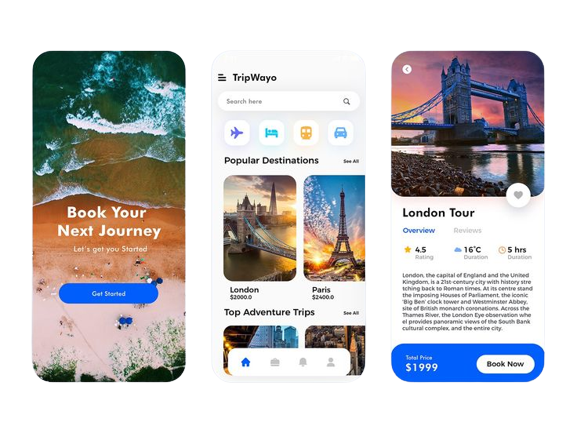 Book Your
Next Journey
Let's get you Started
Get Started
TripWayo
Search here
Popular Destinations
See All
London
$2000.0
Paris
$2400.0
Top Adventure Trips
See All
London Tour
Overview
Reviews
4.5
Rating
16°C
Duration
5 hrs
Duration
London, the capital of England and the United
Kingdom, is a 21st-century city with history stre
tching back to Roman times. At its centre stand
the imposing Houses of Parliament, the iconic
'Big Ben' clock tower and Westminster Abbey,
site of British monarch coronations. Across the
Thames River, the London Eye observation whe
el provides panoramic views of the South Bank
cultural complex, and the entire city.
Total Price
$1999
Book Now